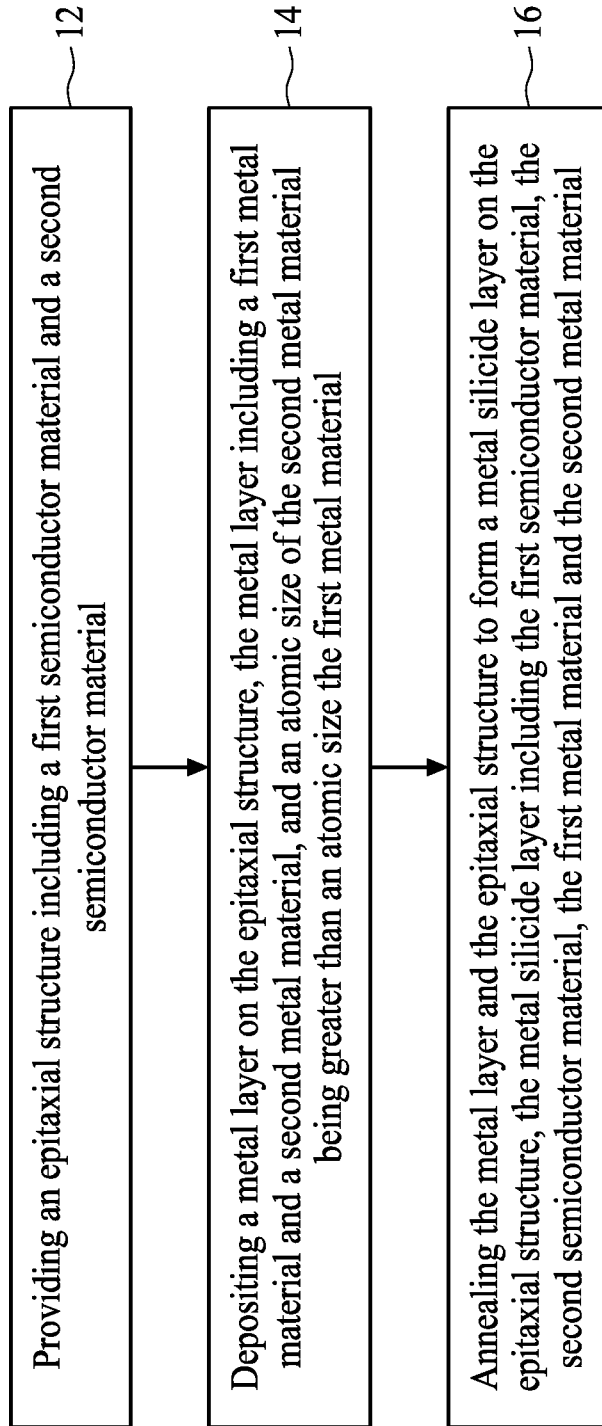 Providing an epitaxial structure including a first semiconductor material and a second
semiconductor material
12
Depositing a metal layer on the epitaxial structure, the metal layer including a first metal
material and a second metal material, and an atomic size of the second metal material
being greater than an atomic size the first metal material
14
Annealing the metal layer and the epitaxial structure to form a metal silicide layer on the
epitaxial structure, the metal silicide layer including the first semiconductor material, the
second semiconductor material, the first metal material and the second metal material
16